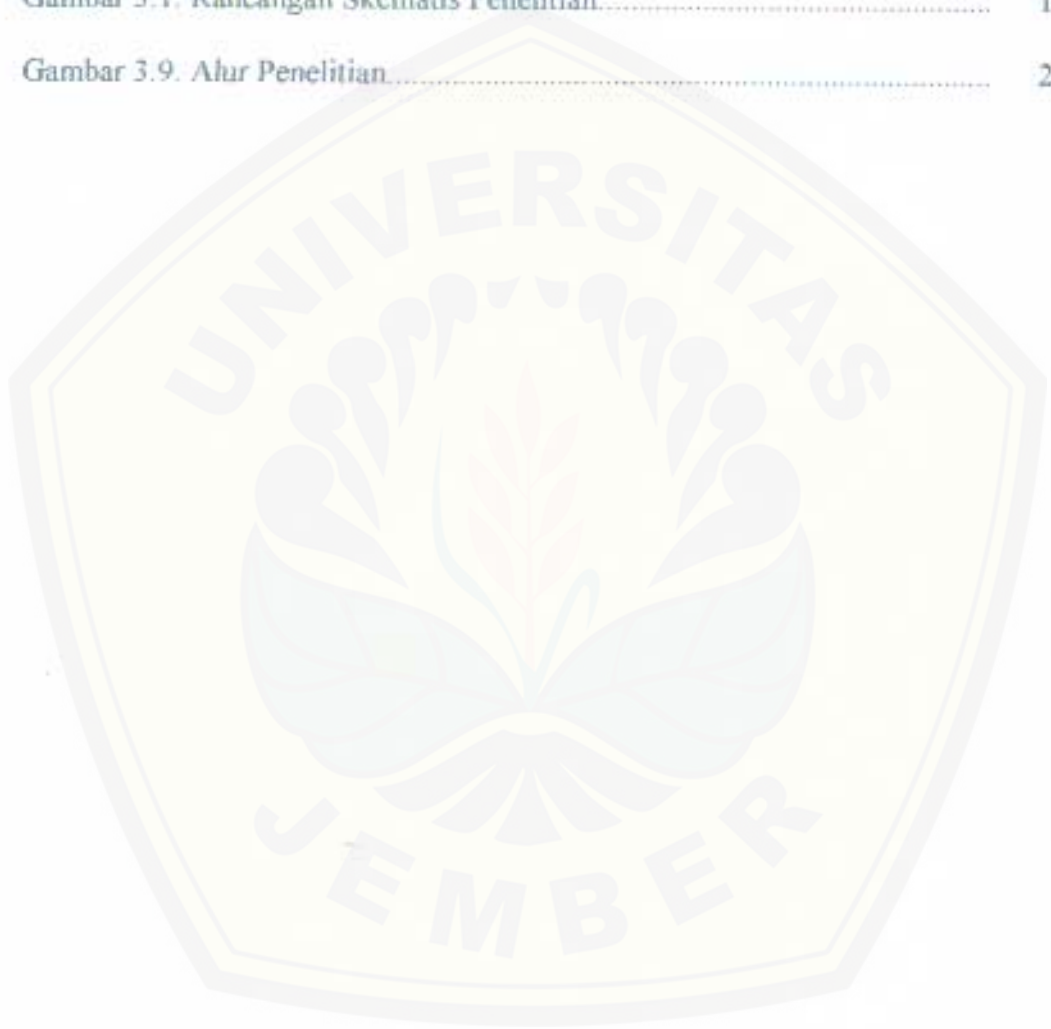 Gambar 3.1. Rancangan Skematis Penelitian.......... 1
Gambar 3.9. Alur Penelitian.......... 2
UNIVERSITAS
JEMBER